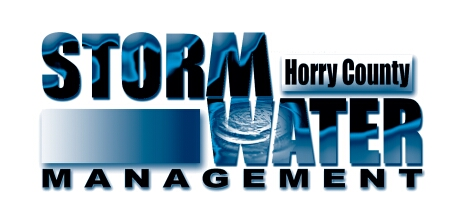 STORM
Horry County
WATER
MANAGEMENT